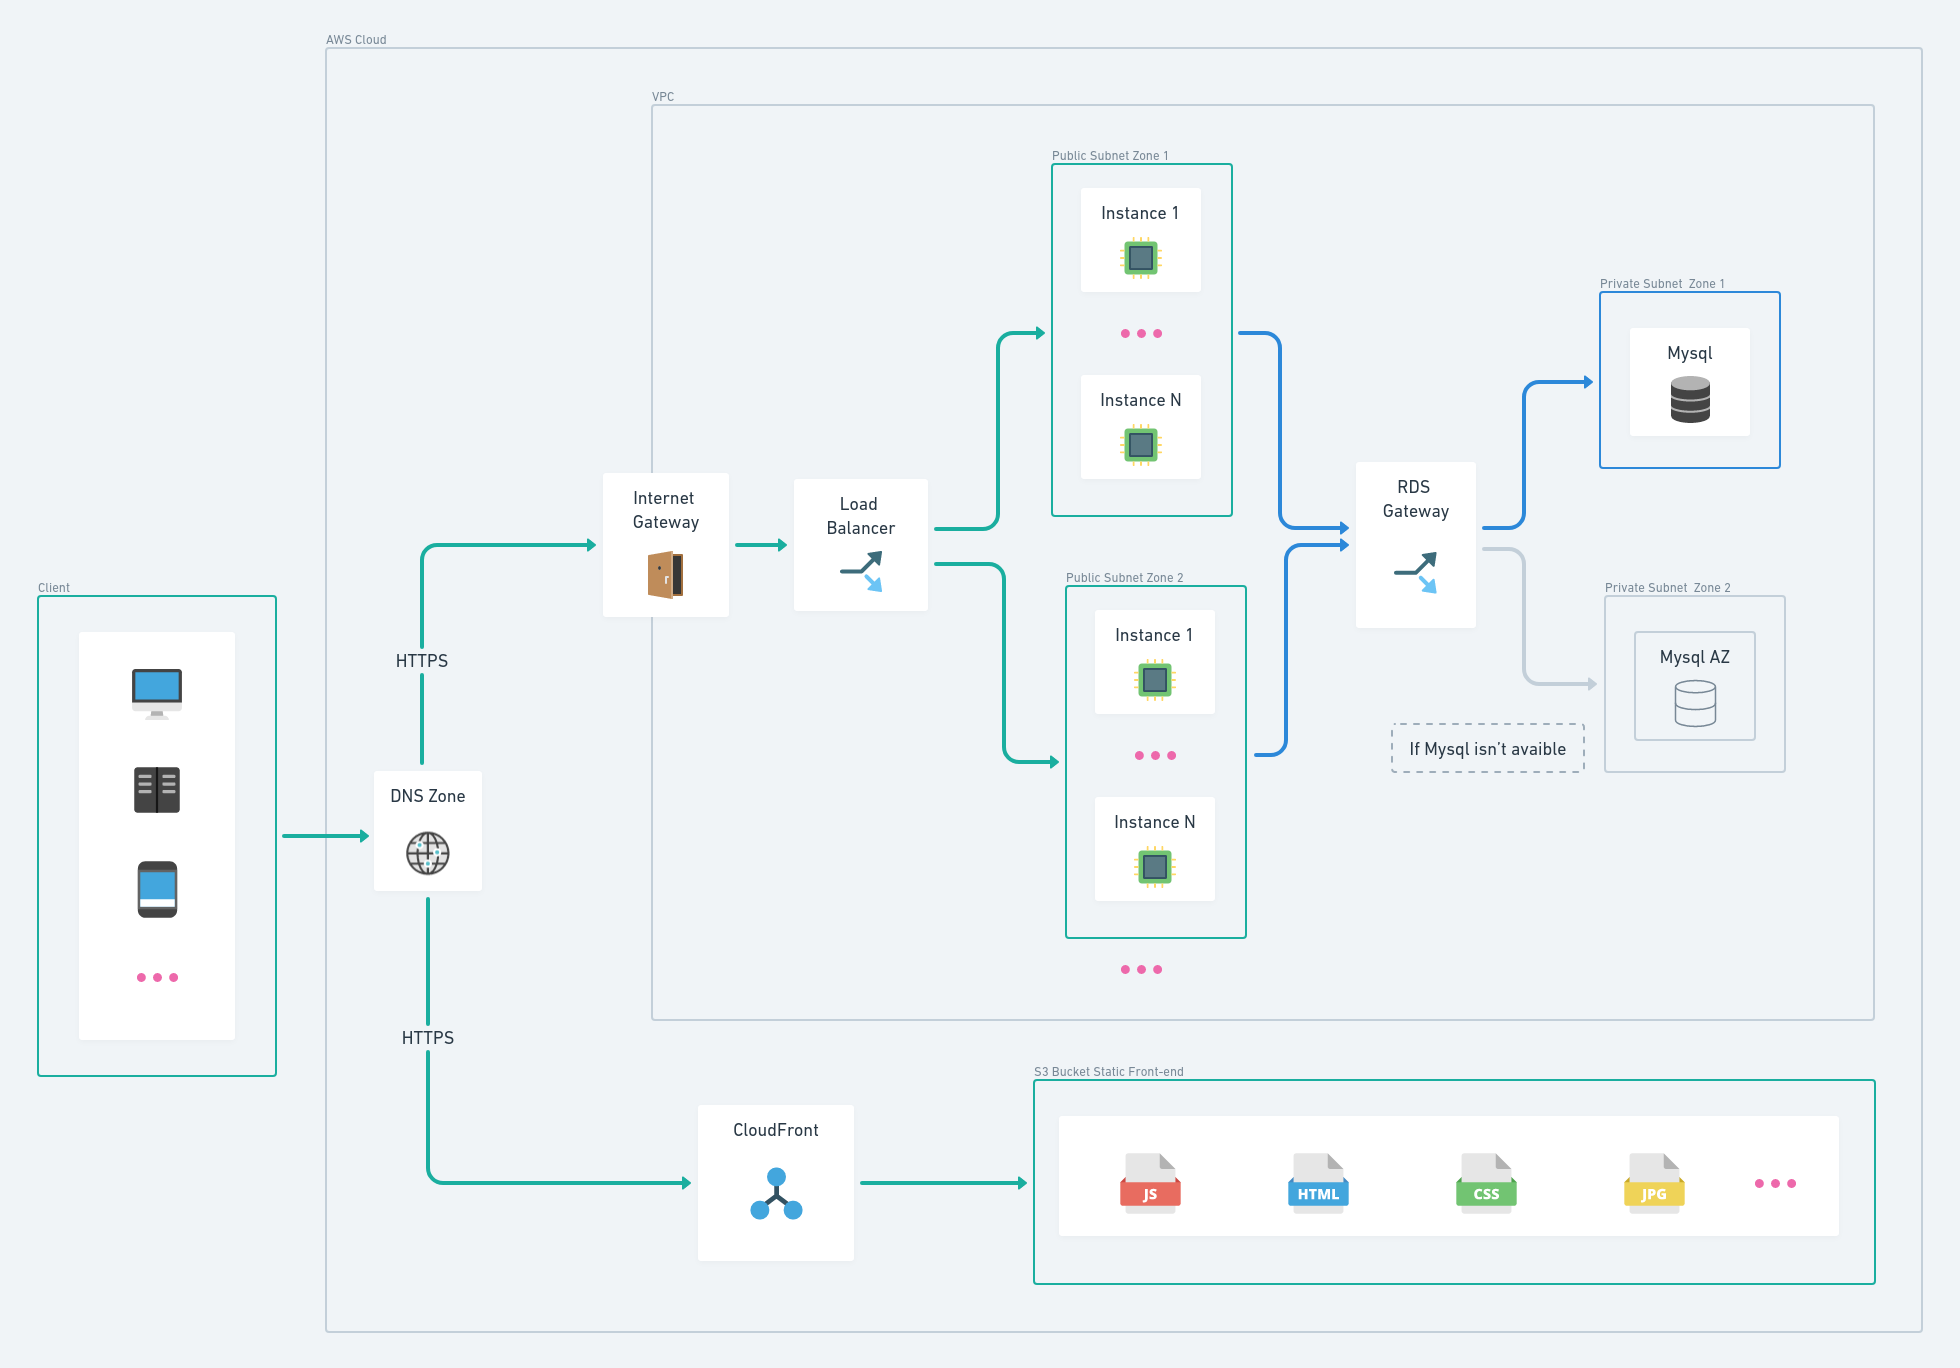 AWS Cloud
VPC
Public Subnet Zone 1
Instance 1
Instance N
Private Subnet  Zone 1
Mysql
Internet
Gateway
Load
Balancer
RDS
Gateway
Client
Public Subnet Zone 2
Instance 1
Instance N
Private Subnet  Zone 2
Mysql AZ
If Mysql isn't avaible
HTTPS
DNS Zone
HTTPS
CloudFront
S3 Bucket Static Front-end
JS
HTML
CSS
JPG